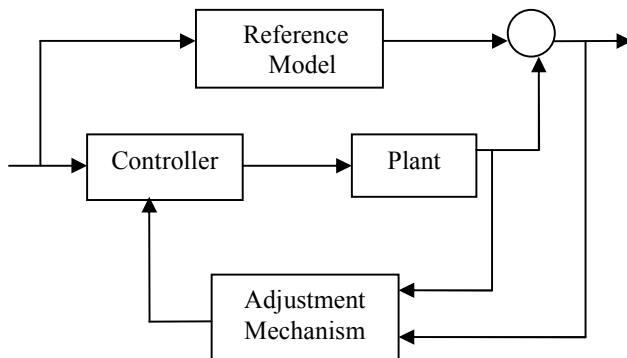 Reference
Model
Controller
Plant
Adjustment
Mechanism